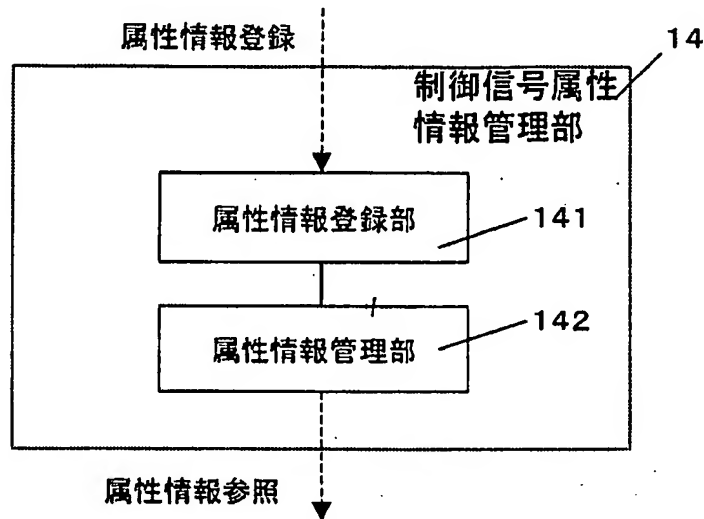 属性情報登録
14
制御信号属性
情報管理部
属性情報登録部
141
属性情報管理部
142
属性情報参照